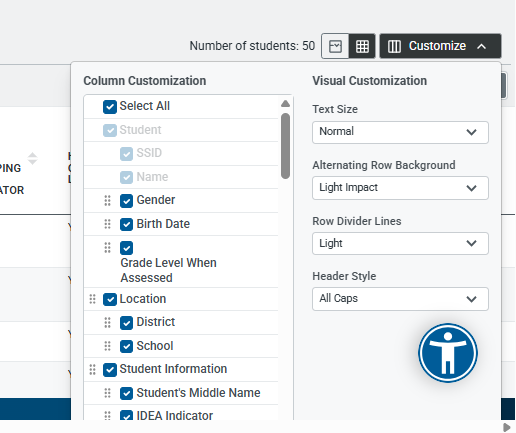 Number of students: 50
Customize
Column Customization
Visual Customization
Select All
Student
SSID
Name
Gender
Birth Date
Grade Level When
Assessed
Location
District
School
Student Information
Student's Middle Name
IDEA Indicator
Text Size
Normal
Alternating Row Background
Light Impact
Row Divider Lines
Light
Header Style
All Caps